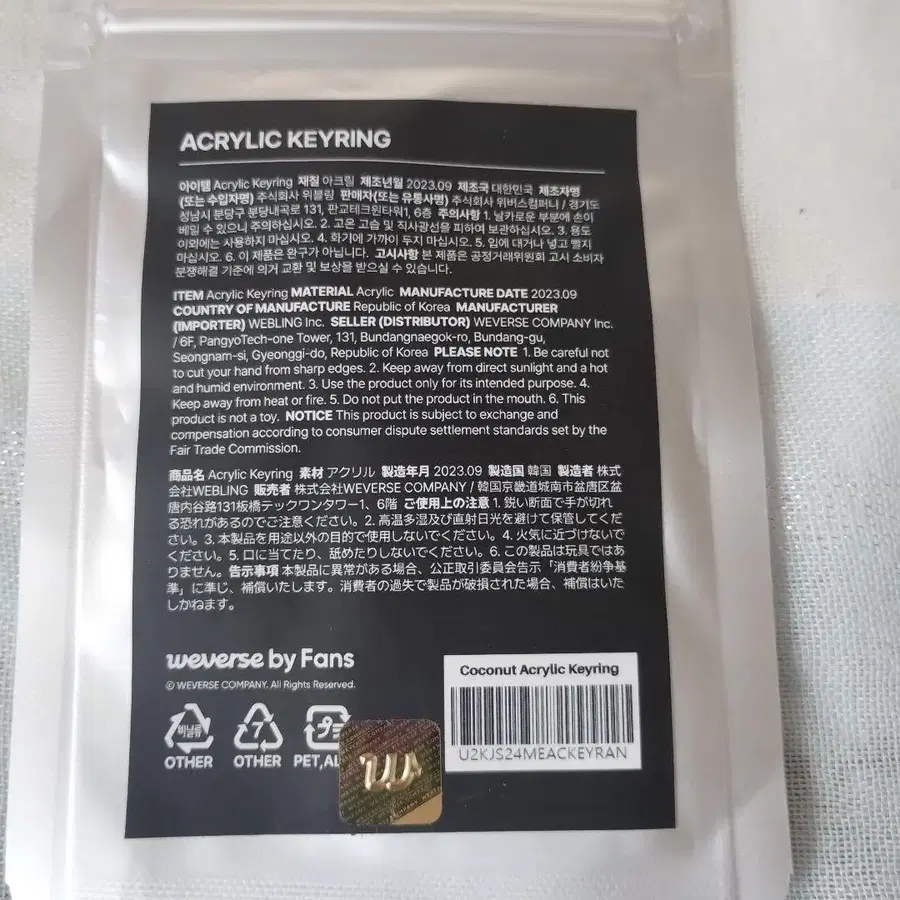 ACRYLIC KEYRING
아이템 Acrylic Keyring 재질 아크릴 제조년월 2023.09 제조국 대한민국 제조자명
(또는 수입자명) 주식회사 위블링 판매자(또는 유통사명) 주식회사 위버스컴퍼니 / 경기도
성남시 분당구 분당내곡로 131, 판교테크원타워1, 6층 주의사항 1. 날카로운 부분에 손이
베일 수 있으니 주의하십시오. 2. 고온 고습 및 직사광선을 피하여 보관하십시오. 3. 용도
이외에는 사용하지 마십시오. 4. 화기에 가까이 두지 마십시오. 5. 입에 대거나 넣고 빨지
마십시오. 6. 이 제품은 완구가 아닙니다. 고시사항 본 제품은 공정거래위원회 고시 소비자
분쟁해결 기준에 의거 교환 및 보상을 받으실 수 있습니다.
ITEM Acrylic Keyring MATERIAL Acrylic MANUFACTURE DATE 2023.09
COUNTRY OF MANUFACTURE Republic of Korea MANUFACTURER
(IMPORTER) WEBLING Inc. SELLER (DISTRIBUTOR) WEVERSE COMPANY Inc.
/ 6F, PangyoTech-one Tower, 131, Bundangnaegok-ro, Bundang-gu,
Seongnam-si, Gyeonggi-do, Republic of Korea PLEASE NOTE 1. Be careful not
to cut your hand from sharp edges. 2. Keep away from direct sunlight and a hot
and humid environment. 3. Use the product only for its intended purpose. 4.
Keep away from heat or fire. 5. Do not put the product in the mouth. 6. This
product is not a toy. NOTICE This product is subject to exchange and
compensation according to consumer dispute settlement standards set by the
Fair Trade Commission.
商品名 Acrylic Keyring 素材 アクリル 製造年月 2023.09 製造国 韓国 製造者 株式
会社WEBLING 販売者 株式会社WEVERSE COMPANY / 韓国京畿道城南市盆唐区盆
唐内谷路131板橋テックワンタワー1、6階 ご使用上の注意 1. 鋭い断面で手が切れ
る恐れがあるのでご注意ください。2. 高温多湿及び直射日光を避けて保管してくだ
さい。3. 本製品を用途以外の目的で使用しないでください。4. 火気に近づけないで
ください。5. 口に当てたり、舐めたりしないでください。6. この製品は玩具ではあ
りません。告示事項 本製品に異常がある場合、公正取引委員会告示「消費者紛争基
準」に準じ、補償いたします。消費者の過失で製品が破損された場合、補償はいた
しかねます。
weverse by Fans
© WEVERSE COMPANY. All Rights Reserved.
비닐류 7
OTHER OTHER PET,AL
Coconut Acrylic Keyring
U2KJS24MEACKEYRAN